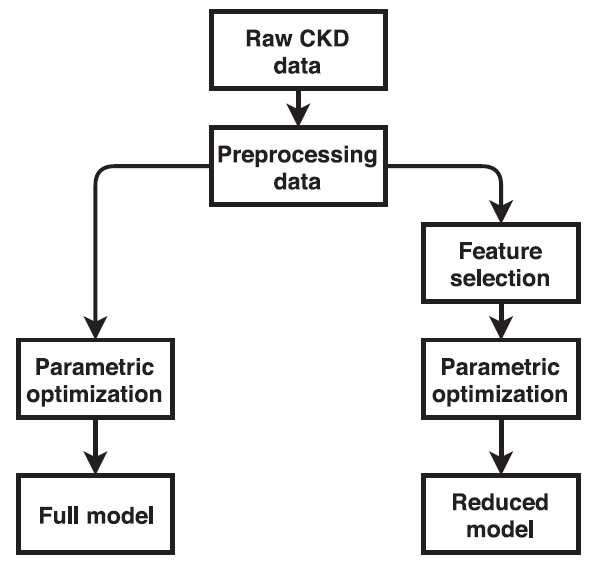 Raw CKD
data
Preprocessing
data
Feature
selection
Parametric
optimization
Parametric
optimization
Full model
Reduced
model